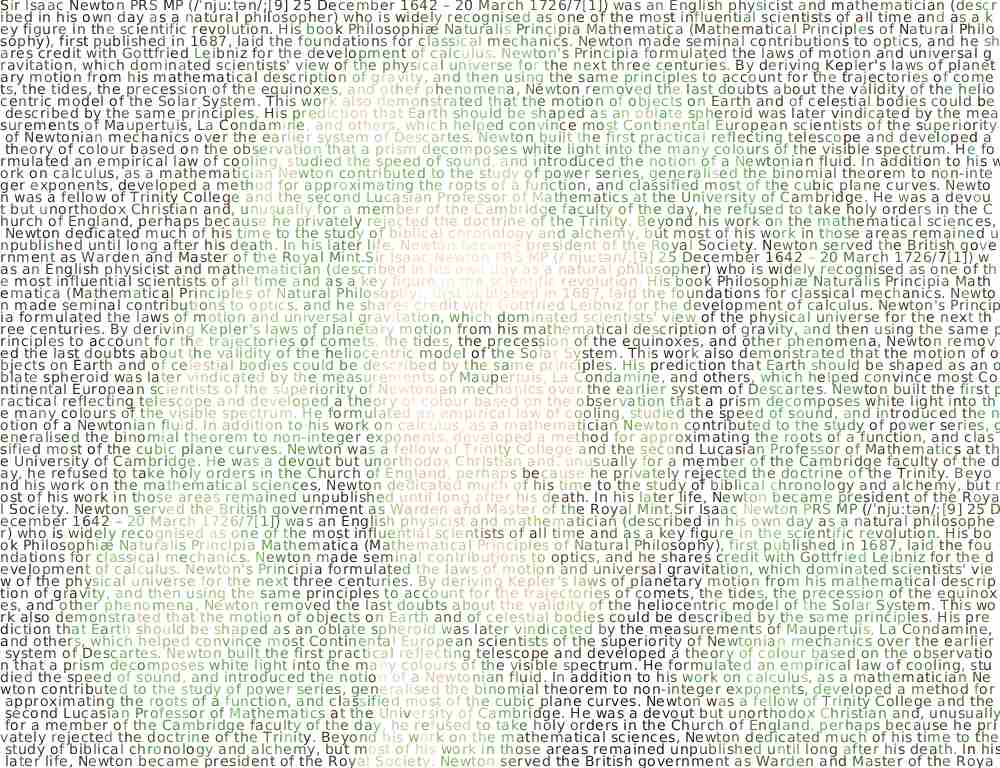 Sir Isaac Newton PRS MP (/ˈnjuːtən/;[9] 25 December 1642 – 20 March 1726/7[1]) was an English physicist and mathematician (descr
ibed in his own day as a natural philosopher) who is widely recognised as one of the most influential scientists of all time and as a k
ey figure in the scientific revolution. His book Philosophiæ Naturalis Principia Mathematica (Mathematical Principles of Natural Philo
sophy), first published in 1687, laid the foundations for classical mechanics. Newton made seminal contributions to optics, and he sh
ares credit with Gottfried Leibniz for the development of calculus. Newton's Principia formulated the laws of motion and universal g
ravitation, which dominated scientists' view of the physical universe for the next three centuries. By deriving Kepler's laws of planet
ary motion from his mathematical description of gravity, and then using the same principles to account for the trajectories of come
ts, the tides, the precession of the equinoxes, and other phenomena, Newton removed the last doubts about the validity of the helio
centric model of the Solar System. This work also demonstrated that the motion of objects on Earth and of celestial bodies could be
described by the same principles. His prediction that Earth should be shaped as an oblate spheroid was later vindicated by the mea
surements of Maupertuis, La Condamine, and others, which helped convince most Continental European scientists of the superiority
of Newtonian mechanics over the earlier system of Descartes. Newton built the first practical reflecting telescope and developed a
theory of colour based on the observation that a prism decomposes white light into the many colours of the visible spectrum. He fo
rmulated an empirical law of cooling, studied the speed of sound, and introduced the notion of a Newtonian fluid. In addition to his w
ork on calculus, as a mathematician Newton contributed to the study of power series, generalised the binomial theorem to non-inte
ger exponents, developed a method for approximating the roots of a function, and classified most of the cubic plane curves. Newto
n was a fellow of Trinity College and the second Lucasian Professor of Mathematics at the University of Cambridge. He was a devou
t but unorthodox Christian and, unusually for a member of the Cambridge faculty of the day, he refused to take holy orders in the C
hurch of England, perhaps because he privately rejected the doctrine of the Trinity. Beyond his work on the mathematical sciences,
Newton dedicated much of his time to the study of biblical chronology and alchemy, but most of his work in those areas remained u
npublished until long after his death. In his later life, Newton became president of the Royal Society. Newton served the British gove
rnment as Warden and Master of the Royal Mint.Sir Isaac Newton PRS MP (/ˈnjuːtən/;[9] 25 December 1642 – 20 March 1726/7[1]) w
as an English physicist and mathematician (described in his own day as a natural philosopher) who is widely recognised as one of th
e most influential scientists of all time and as a key figure in the scientific revolution. His book Philosophiæ Naturalis Principia Math
ematica (Mathematical Principles of Natural Philosophy), first published in 1687, laid the foundations for classical mechanics. Newto
n made seminal contributions to optics, and he shares credit with Gottfried Leibniz for the development of calculus. Newton's Princip
ia formulated the laws of motion and universal gravitation, which dominated scientists' view of the physical universe for the next th
ree centuries. By deriving Kepler's laws of planetary motion from his mathematical description of gravity, and then using the same p
rinciples to account for the trajectories of comets, the tides, the precession of the equinoxes, and other phenomena, Newton remov
ed the last doubts about the validity of the heliocentric model of the Solar System. This work also demonstrated that the motion of o
bjects on Earth and of celestial bodies could be described by the same principles. His prediction that Earth should be shaped as an o
blate spheroid was later vindicated by the measurements of Maupertuis, La Condamine, and others, which helped convince most Co
ntinental European scientists of the superiority of Newtonian mechanics over the earlier system of Descartes. Newton built the first p
ractical reflecting telescope and developed a theory of colour based on the observation that a prism decomposes white light into th
e many colours of the visible spectrum. He formulated an empirical law of cooling, studied the speed of sound, and introduced the n
otion of a Newtonian fluid. In addition to his work on calculus, as a mathematician Newton contributed to the study of power series, g
eneralised the binomial theorem to non-integer exponents, developed a method for approximating the roots of a function, and clas
sified most of the cubic plane curves. Newton was a fellow of Trinity College and the second Lucasian Professor of Mathematics at th
e University of Cambridge. He was a devout but unorthodox Christian and, unusually for a member of the Cambridge faculty of the d
ay, he refused to take holy orders in the Church of England, perhaps because he privately rejected the doctrine of the Trinity. Beyo
nd his work on the mathematical sciences, Newton dedicated much of his time to the study of biblical chronology and alchemy, but m
ost of his work in those areas remained unpublished until long after his death. In his later life, Newton became president of the Roya
l Society. Newton served the British government as Warden and Master of the Royal Mint.Sir Isaac Newton PRS MP (/ˈnjuːtən/;[9] 25 D
ecember 1642 – 20 March 1726/7[1]) was an English physicist and mathematician (described in his own day as a natural philosophe
r) who is widely recognised as one of the most influential scientists of all time and as a key figure in the scientific revolution. His bo
ok Philosophiæ Naturalis Principia Mathematica (Mathematical Principles of Natural Philosophy), first published in 1687, laid the fou
ndations for classical mechanics. Newton made seminal contributions to optics, and he shares credit with Gottfried Leibniz for the d
evelopment of calculus. Newton's Principia formulated the laws of motion and universal gravitation, which dominated scientists' vie
w of the physical universe for the next three centuries. By deriving Kepler's laws of planetary motion from his mathematical descrip
tion of gravity, and then using the same principles to account for the trajectories of comets, the tides, the precession of the equinox
es, and other phenomena, Newton removed the last doubts about the validity of the heliocentric model of the Solar System. This wo
rk also demonstrated that the motion of objects on Earth and of celestial bodies could be described by the same principles. His pre
diction that Earth should be shaped as an oblate spheroid was later vindicated by the measurements of Maupertuis, La Condamine,
and others, which helped convince most Continental European scientists of the superiority of Newtonian mechanics over the earlier
system of Descartes. Newton built the first practical reflecting telescope and developed a theory of colour based on the observatio
n that a prism decomposes white light into the many colours of the visible spectrum. He formulated an empirical law of cooling, stu
died the speed of sound, and introduced the notion of a Newtonian fluid. In addition to his work on calculus, as a mathematician Ne
wton contributed to the study of power series, generalised the binomial theorem to non-integer exponents, developed a method for
approximating the roots of a function, and classified most of the cubic plane curves. Newton was a fellow of Trinity College and the
second Lucasian Professor of Mathematics at the University of Cambridge. He was a devout but unorthodox Christian and, unusually
for a member of the Cambridge faculty of the day, he refused to take holy orders in the Church of England, perhaps because he pri
vately rejected the doctrine of the Trinity. Beyond his work on the mathematical sciences, Newton dedicated much of his time to the
study of biblical chronology and alchemy, but most of his work in those areas remained unpublished until long after his death. In his
later life, Newton became president of the Royal Society. Newton served the British government as Warden and Master of the Roya